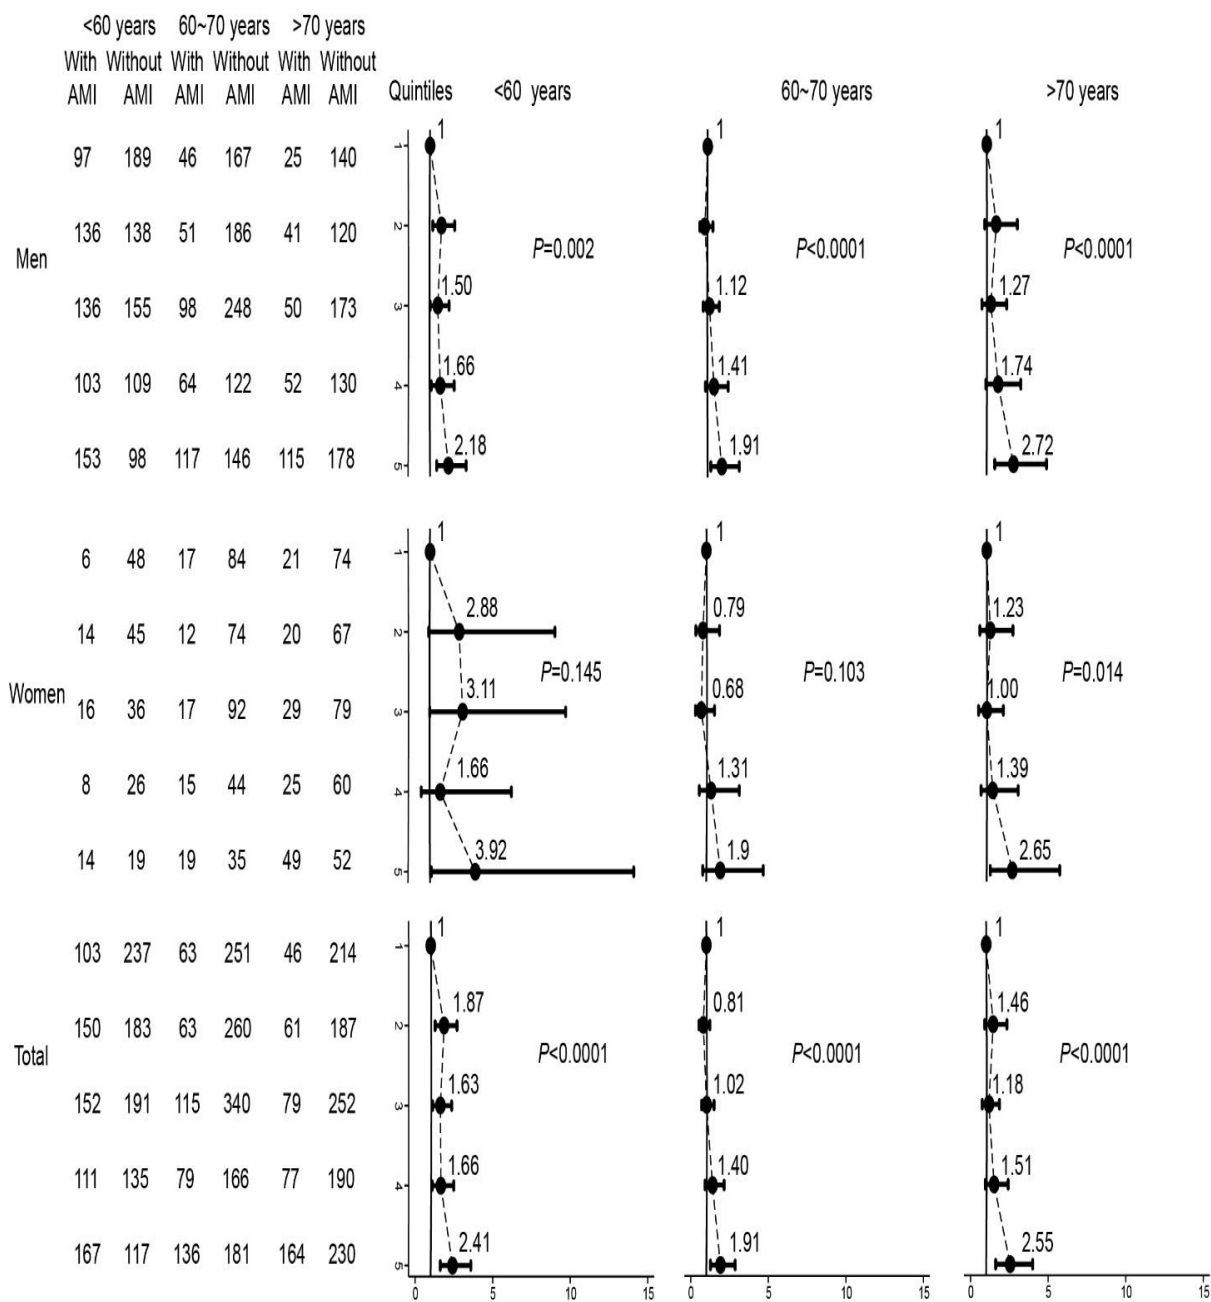 <60 years 60~70 years >70 years
With Without With Without With Without
AMI AMI AMI AMI AMI AMI Quintiles <60 years 60~70 years >70 years
1 1 1
97 189 46 167 25 140 1
136 138 51 186 41 120 2
Men P=0.002 P<0.0001 P<0.0001
1.50 1.12 1.27
136 155 98 248 50 173 3
1.66 1.41 1.74
103 109 64 122 52 130 4
2.18 1.91 2.72
153 98 117 146 115 178 5
1 1 1
6 48 17 84 21 74 1
2.88 0.79 1.23
14 45 12 74 20 67 2
P=0.145 P=0.103 P=0.014
Women 3.11 0.68 1.00
16 36 17 92 29 79 3
1.66 1.31 1.39
8 26 15 44 25 60 4
3.92 1.9 2.65
14 19 19 35 49 52 5
1 1 1
103 237 63 251 46 214 1
1.87 0.81 1.46
150 183 63 260 61 187 2
Total P<0.0001 P<0.0001 P<0.0001
1.63 1.02 1.18
152 191 115 340 79 252 3
1.66 1.40 1.51
111 135 79 166 77 190 4
2.41 1.91 2.55
167 117 136 181 164 230 5
0 5 10 15 0 5 10 15 0 5 10 15